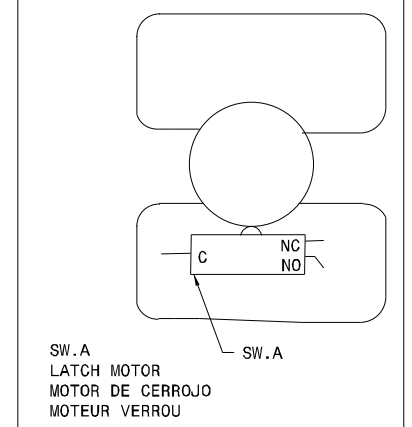 NC
C
NO
SW.A
SW.A
LATCH MOTOR
MOTOR DE CERROJO
MOTEUR VERROU